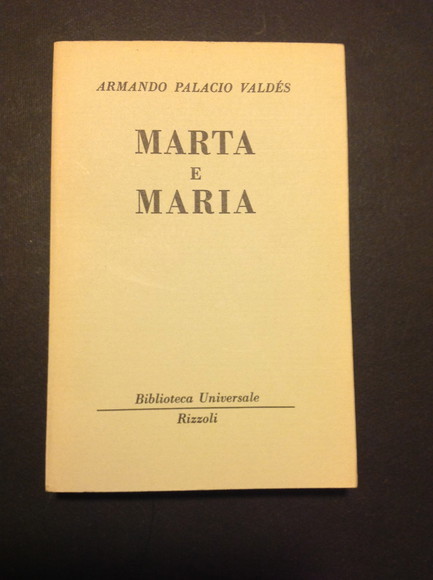 ARMANDO PALACIO VALDÉS
MARTA
E
MARIA
Biblioteca Universale
Rizzoli